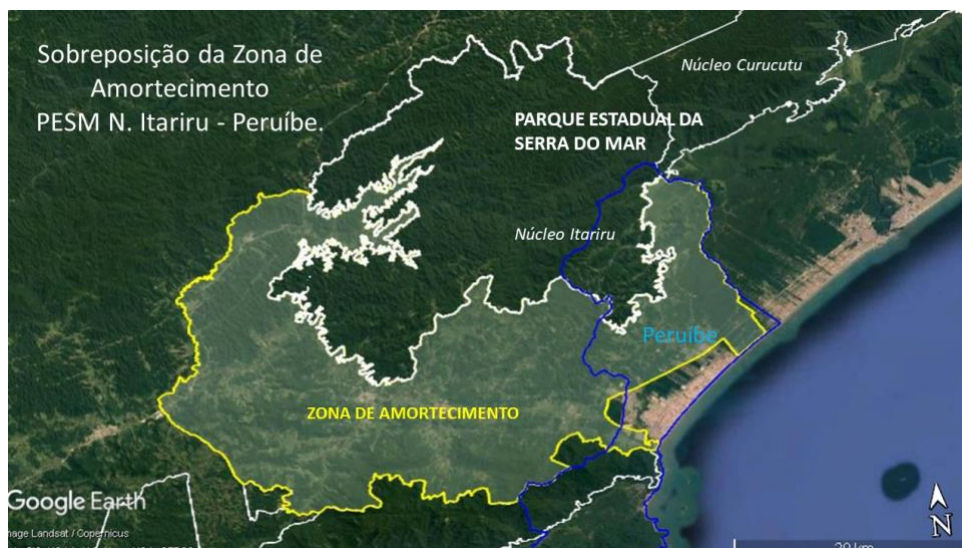 Sobreposição da Zona de
Amortecimento
PESM N. Itariru - Peruíbe.
Núcleo Curucutu
PARQUE ESTADUAL DA
SERRA DO MAR
Núcleo Itariru
Peruíbe
ZONA DE AMORTECIMENTO
Google Earth
mage Landsat / Copernicus
N